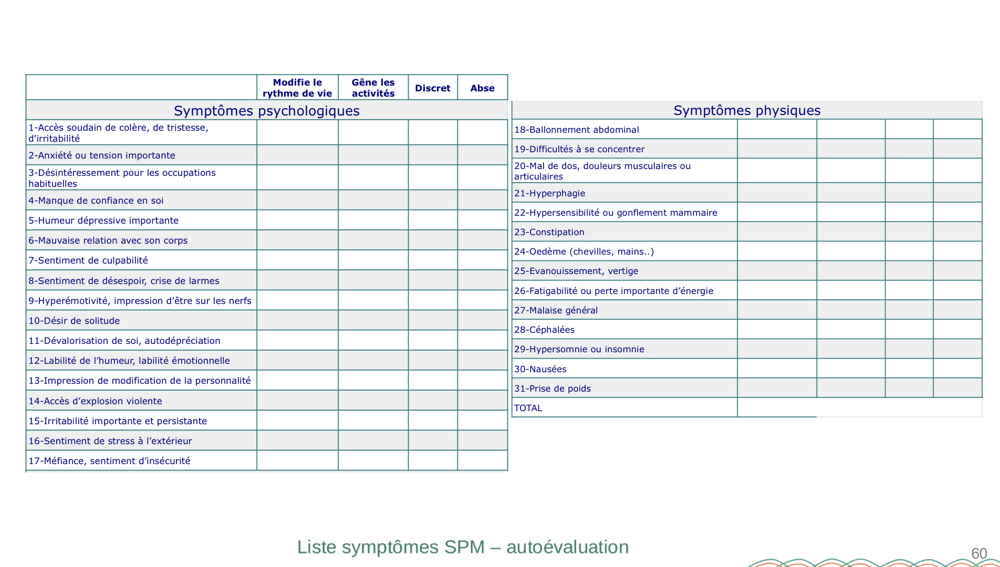 Modifie le
rythme de vie
Gêne les
activités
Discret
Abse
Symptômes psychologiques
1-Accès soudain de colère, de tristesse,
d'irritabilité
2-Anxiété ou tension importante
3-Désintéressement pour les occupations
habituelles
4-Manque de confiance en soi
5-Humeur dépressive importante
6-Mauvaise relation avec son corps
7-Sentiment de culpabilité
8-Sentiment de désespoir, crise de larmes
9-Hyperémotivité, impression d’être sur les nerfs
10-Désir de solitude
11-Dévalorisation de soi, autodépréciation
12-Labilité de l’humeur, labilité émotionnelle
13-Impression de modification de la personnalité
14-Accès d’explosion violente
15-Irritabilité importante et persistante
16-Sentiment de stress à l’extérieur
17-Méfiance, sentiment d’insécurité
Symptômes physiques
18-Ballonnement abdominal
19-Difficultés à se concentrer
20-Mal de dos, douleurs musculaires ou
articulaires
21-Hyperphagie
22-Hypersensibilité ou gonflement mammaire
23-Constipation
24-Oedème (chevilles, mains..)
25-Evanouissement, vertige
26-Fatigabilité ou perte importante d’énergie
27-Malaise général
28-Céphalées
29-Hypersomnie ou insomnie
30-Nausées
31-Prise de poids
TOTAL
Liste symptômes SPM – autoévaluation
60